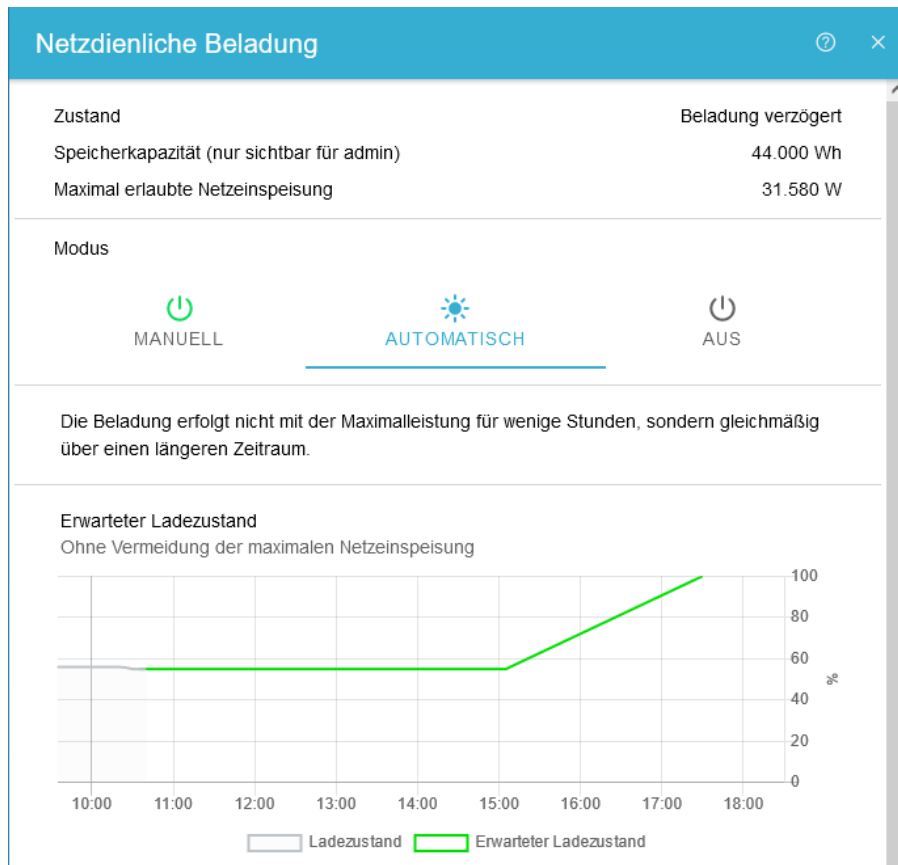 Netzdienliche Beladung
Zustand Beladung verzögert
Speicherkapazität (nur sichtbar für admin) 44.000 Wh
Maximal erlaubte Netzeinspeisung 31.580 W
Modus
MANUELL AUTOMATISCH AUS
Die Beladung erfolgt nicht mit der Maximalleistung für wenige Stunden, sondern gleichmäßig
über einen längeren Zeitraum.
Erwarteter Ladezustand
Ohne Vermeidung der maximalen Netzeinspeisung
100
80
60
%
40
20
0
10:00 11:00 12:00 13:00 14:00 15:00 16:00 17:00 18:00
Ladezustand Erwarteter Ladezustand